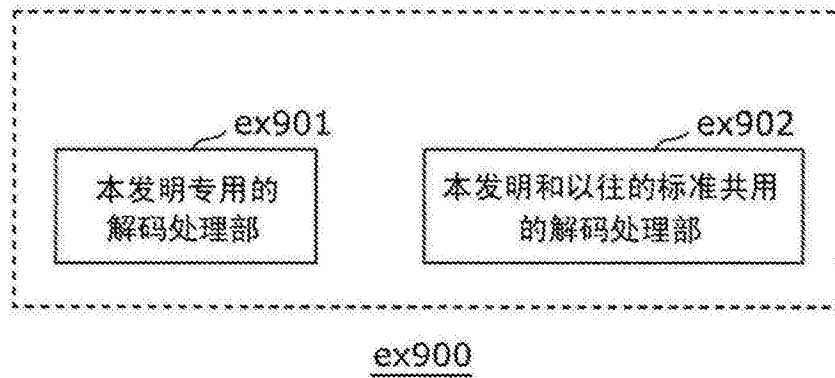 ex901
本发明专用的
解码处理部
ex902
本发明和以往的标准共用
的解码处理部
ex900